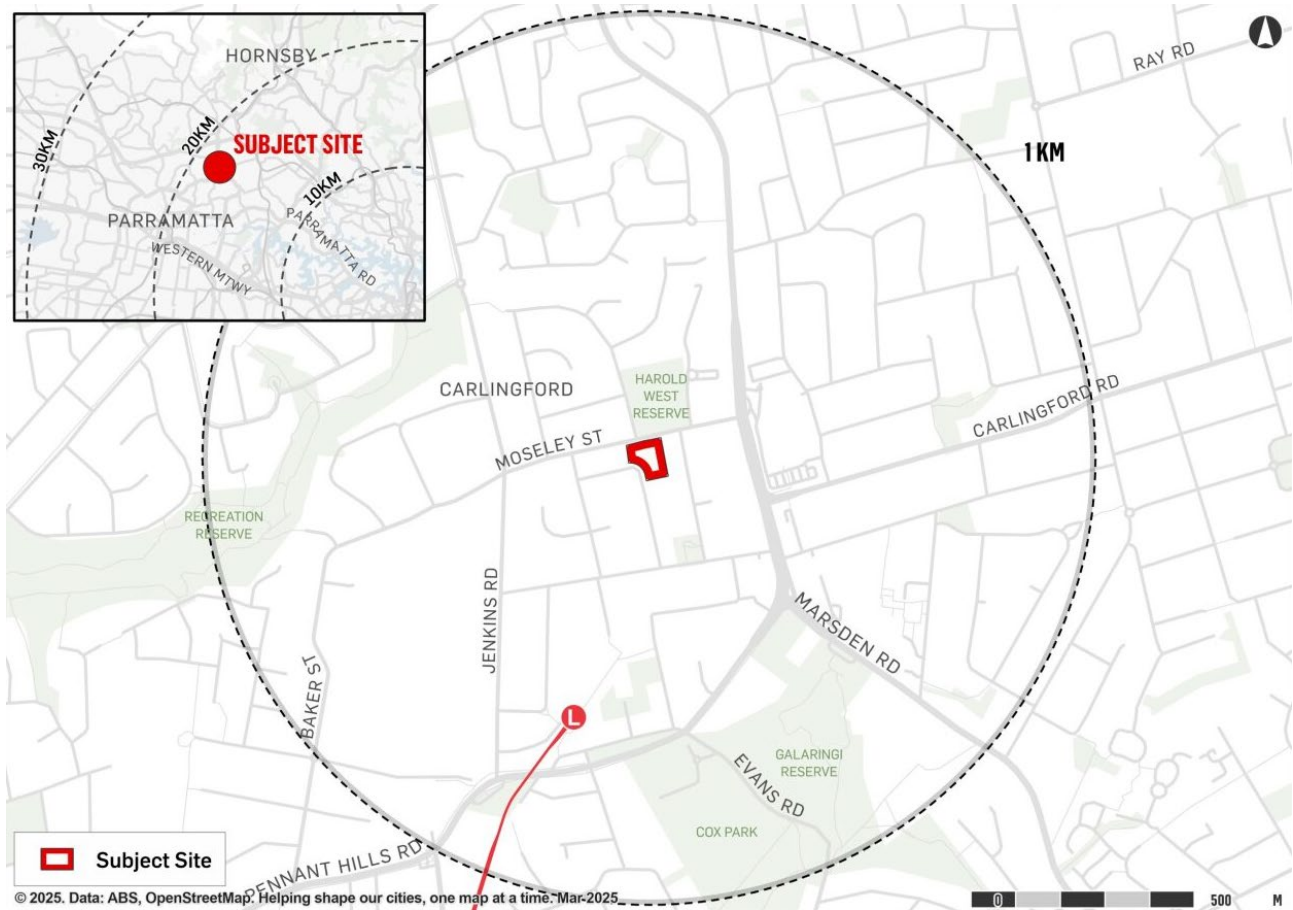 HORNSBY
30KM
20KM
SUBJECT SITE
10KM
PARRAMATTA
PARRAMATTA RD
WESTERN MTWY
RAY RD
1 KM
HAROLD
WEST
RESERVE
CARLINGFORD
CARLINGFORD RD
MOSELEY ST
RECREATION
RESERVE
JENKINS RD
MARSDEN RD
BAKER ST
L
GALARINGI
RESERVE
EVANS RD
COX PARK
Subject Site
PENNANT HILLS RD
© 2025. Data: ABS, OpenStreetMap. Helping shape our cities, one map at a time. Mar-2025
0 500 M